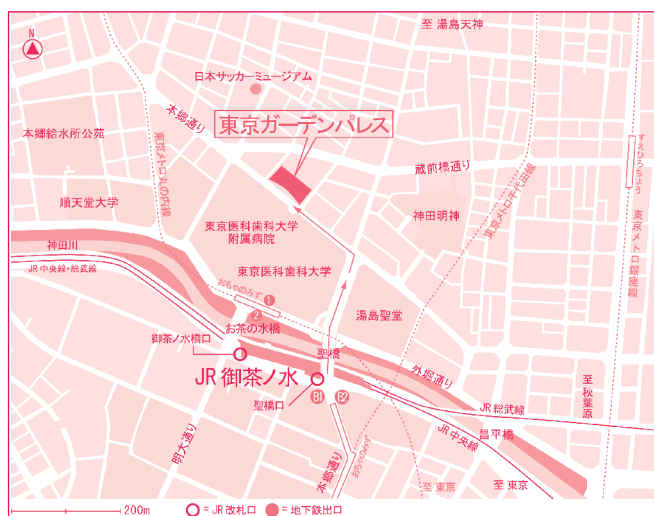 至 湯島天神
N
日本サッカーミュージアム
本郷通り
東京ガーデンパレス
本郷給水所公苑
東京メトロ丸の内線
蔵前橋通り
すえひろちょう
順天堂大学
東京医科歯科大学
附属病院
神田明神
東京メトロ千代田線
東京メトロ銀座線
神田川
JR 中央線・総武線
東京医科歯科大学
おちゃのみず
1
2
お茶の水橋
湯島聖堂
御茶ノ水橋口
聖橋
外堀通り
JR 御茶ノ水
聖橋口
B1
B2
至 秋葉原
JR 総武線
JR 中央線
昌平橋
明大通り
本郷通り
おちゃのみず
至 東京
至 東京
200m
= JR 改札口
= 地下鉄出口